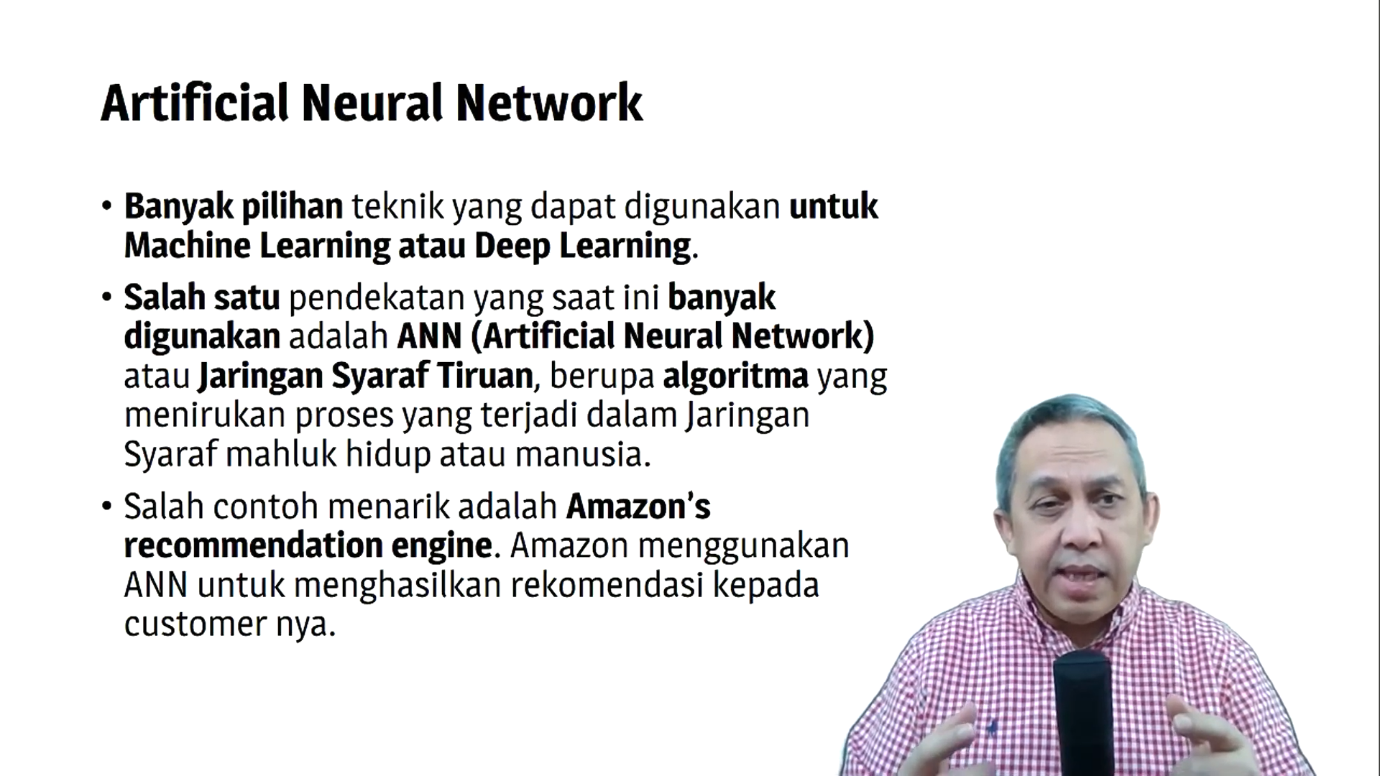 Artificial Neural Network
• Banyak pilihan teknik yang dapat digunakan untuk
Machine Learning atau Deep Learning.
• Salah satu pendekatan yang saat ini banyak
digunakan adalah ANN (Artificial Neural Network)
atau Jaringan Syaraf Tiruan, berupa algoritma yang
menirukan proses yang terjadi dalam Jaringan
Syaraf mahluk hidup atau manusia.
• Salah contoh menarik adalah Amazon’s
recommendation engine. Amazon menggunakan
ANN untuk menghasilkan rekomendasi kepada
customer nya.